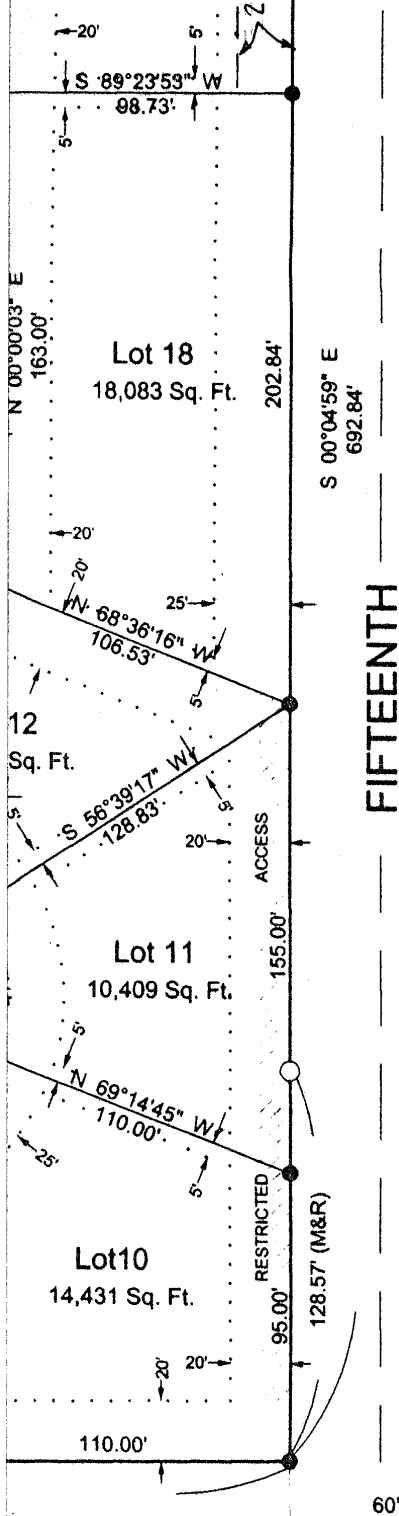 20'
5'
2
S 89°23'53" W
98.73'
5'
N 00°00'03" E
163.00'
Lot 18
18,083 Sq. Ft.
202.84'
S 00°04'59" E
692.84'
20'
20'
25'
N 68°36'16" W
106.53'
5'
FIFTEENTH
12
Sq. Ft.
S 56°39'17" W
128.83'
5'
5'
20'
ACCESS
Lot 11
10,409 Sq. Ft.
155.00'
5'
N 69°14'45" W
110.00'
25'
5'
RESTRICTED
Lot10
14,431 Sq. Ft.
95.00'
128.57' (M&R)
20'
20'
110.00'
60'